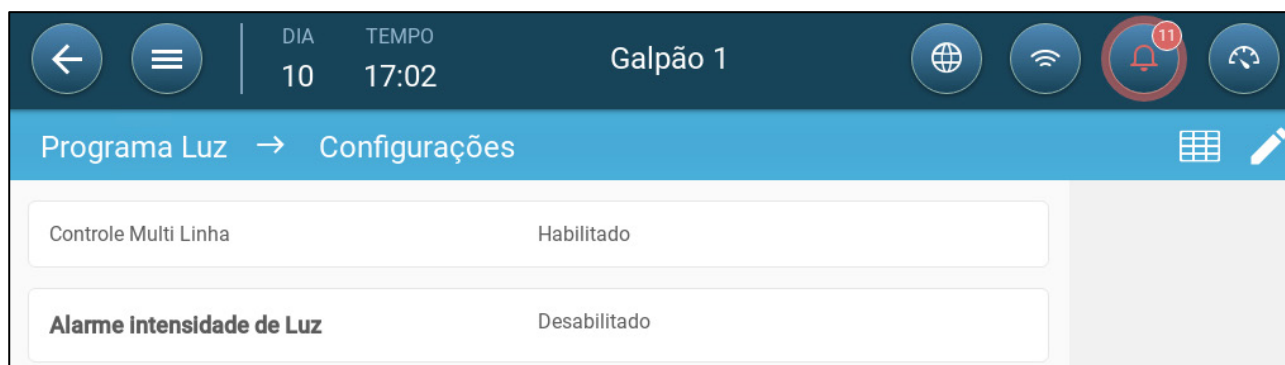 DIA TEMPO
10 17:02 Galpão 1 11
Programa Luz → Configurações
Controle Multi Linha Habilitado
Alarme intensidade de Luz Desabilitado